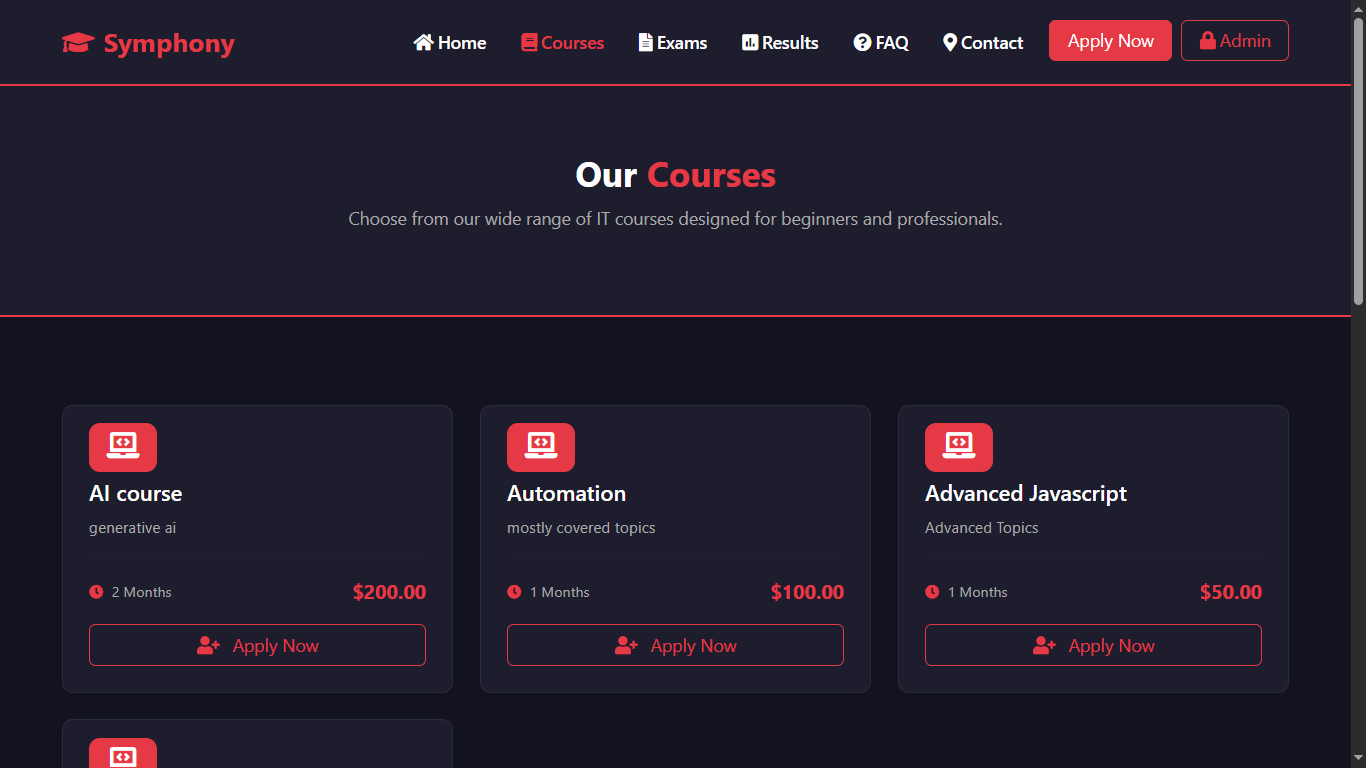 Symphony
Home Courses Exams Results FAQ Contact Apply Now Admin
Our Courses
Choose from our wide range of IT courses designed for beginners and professionals.
AI course
generative ai
2 Months $200.00
Apply Now
Automation
mostly covered topics
1 Months $100.00
Apply Now
Advanced Javascript
Advanced Topics
1 Months $50.00
Apply Now